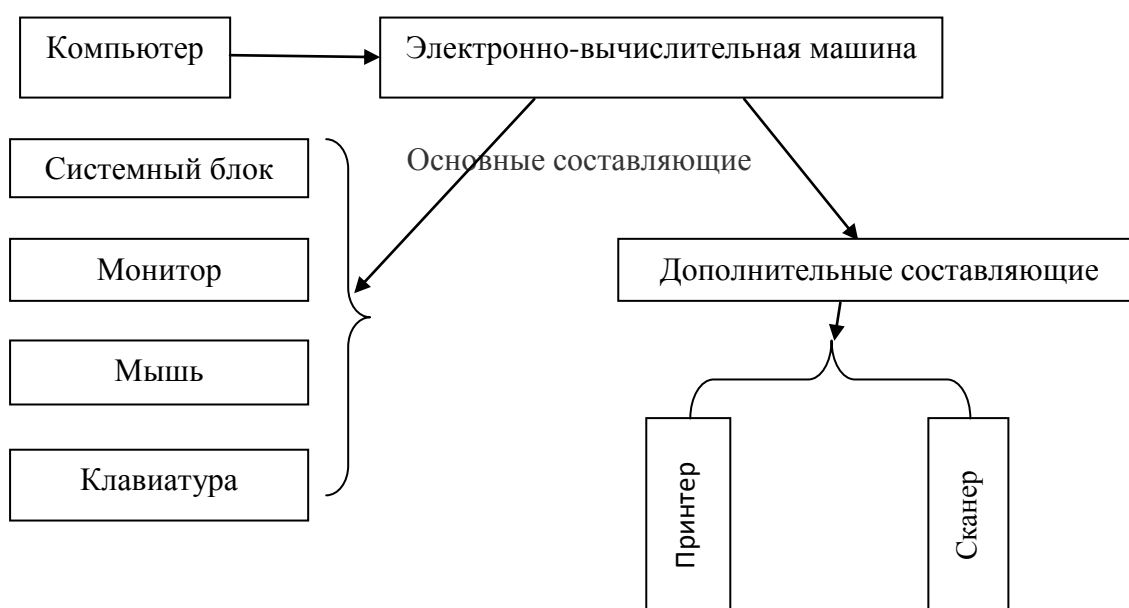 Компьютер
Электронно-вычислительная машина
Основные составляющие
Системный блок
Монитор
Мышь
Клавиатура
Дополнительные составляющие
Принтер
Сканер